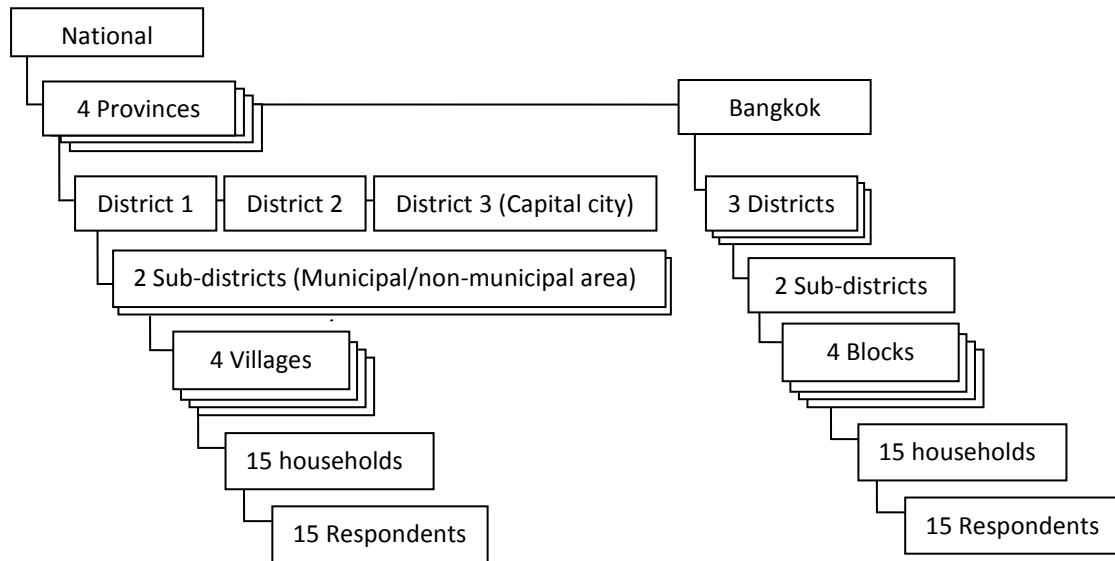 National
4 Provinces
Bangkok
District 1
District 2
District 3 (Capital city)
3 Districts
2 Sub-districts (Municipal/non-municipal area)
2 Sub-districts
4 Villages
4 Blocks
15 households
15 households
15 Respondents
15 Respondents